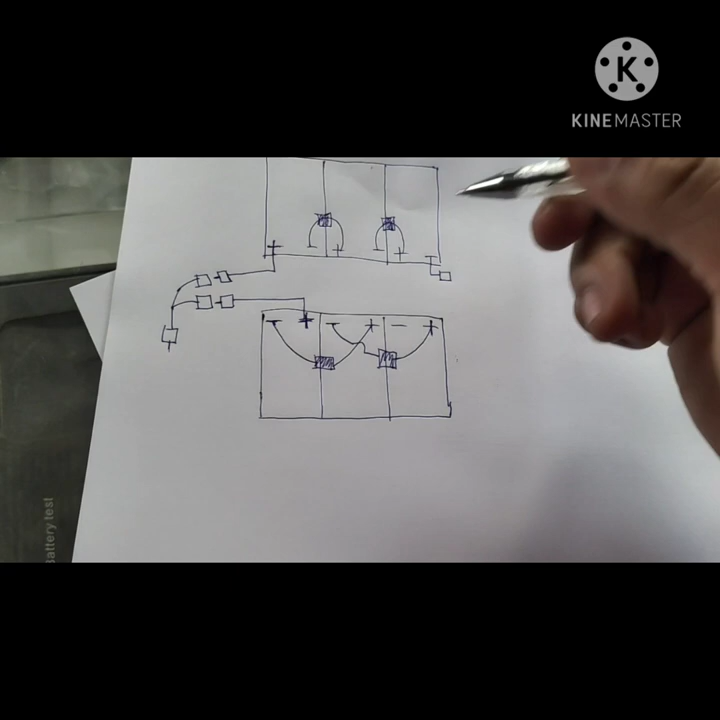 K
KINEMASTER
+ - + - + -
- + - + - +
Battery test